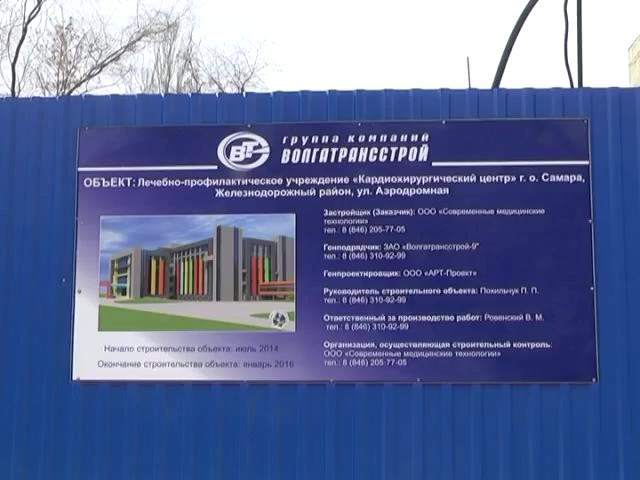 ВТС
группа компаний
ВОЛГАТРАНССТРОЙ
ОБЪЕКТ: Лечебно-профилактическое учреждение «Кардиохирургический центр» г. о. Самара,
Железнодорожный район, ул. Аэродромная
Застройщик (Заказчик): ООО «Современные медицинские
технологии»
тел.: 8 (846) 205-77-05
Генподрядчик: ЗАО «Волгатрансстрой-9"
тел.: 8 (846) 310-92-99
Генпроектировщик: ООО «АРТ-Проект»
Руководитель строительного объекта: Похильчук П. П.
тел.: 8 (846) 310-92-99
Ответственный за производство работ: Ровенский В. М.
тел.: 8 (846) 310-92-99
Организация, осуществляющая строительный контроль:
ООО «Современные медицинские технологии»
тел.: 8 (846) 205-77-05
Начало строительства объекта: июль 2014
Окончание строительства объекта: январь 2016